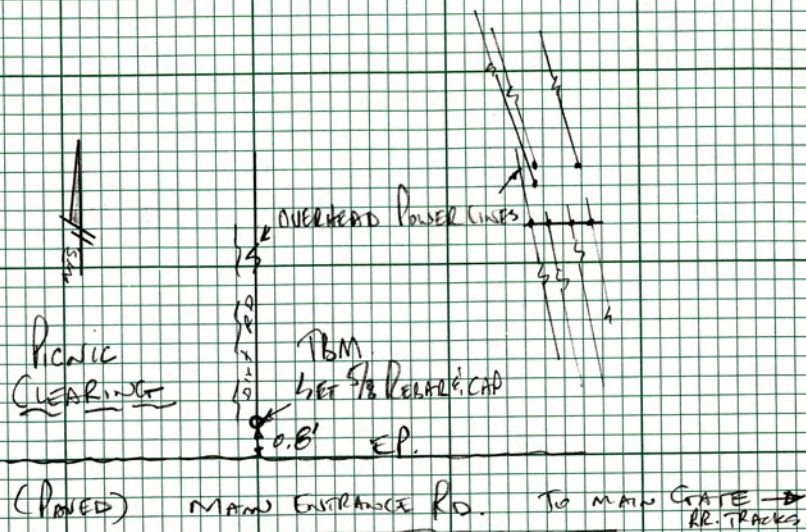 OVERHEAD POWER LINES
PICNIC
CLEARING
TBM
SET 5/8 REBAR & CAP
0.8'
EP.
(PAVED) MAIN ENTRANCE RD. TO MAIN GATE
RR. TRACKS